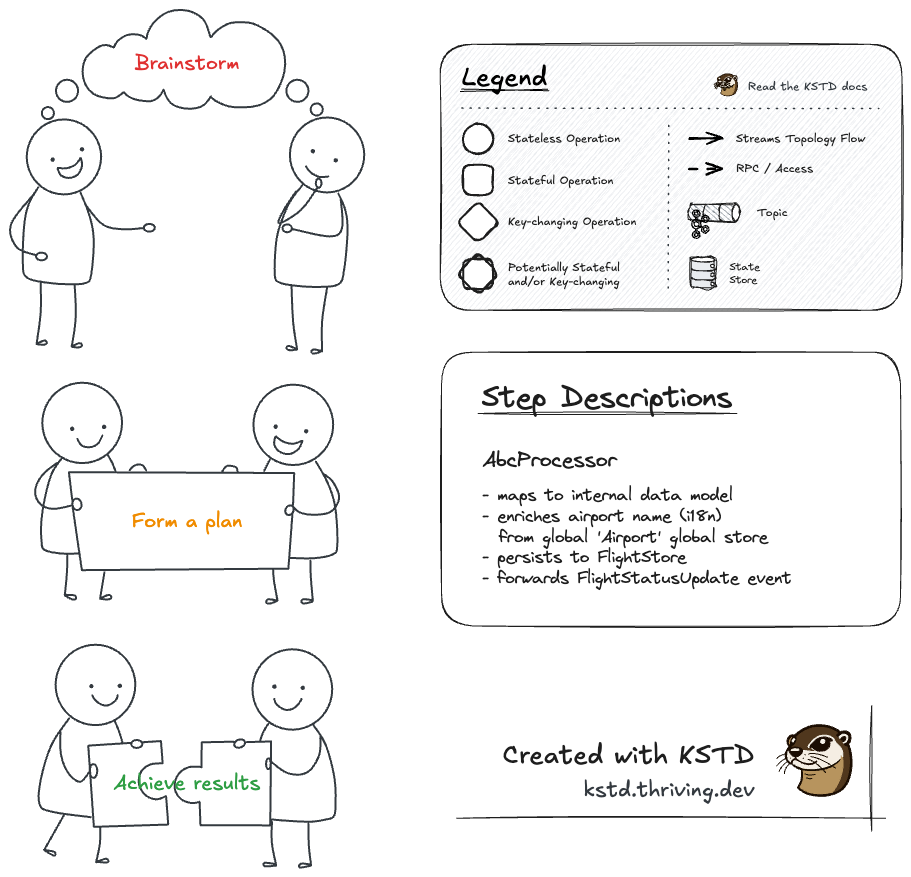 Brainstorm
Form a plan
Achieve results
Legend
Read the KSTD docs
Stateless Operation
Stateful Operation
Key-changing Operation
Potentially Stateful
and/or Key-changing
Streams Topology Flow
RPC / Access
Topic
State
Store
Step Descriptions
AbcProcessor
- maps to internal data model
- enriches airport name (i18n)
from global 'Airport' global store
- persists to FlightStore
- forwards FlightStatusUpdate event
Created with KSTD
kstd.thriving.dev